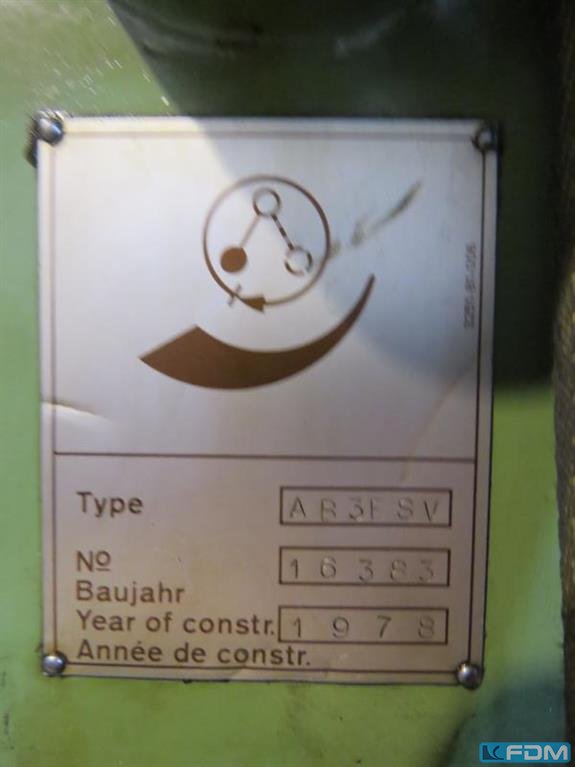 Type AR3FSV
Nº 16383
Baujahr
Year of constr. 1978
Année de constr.
FDM